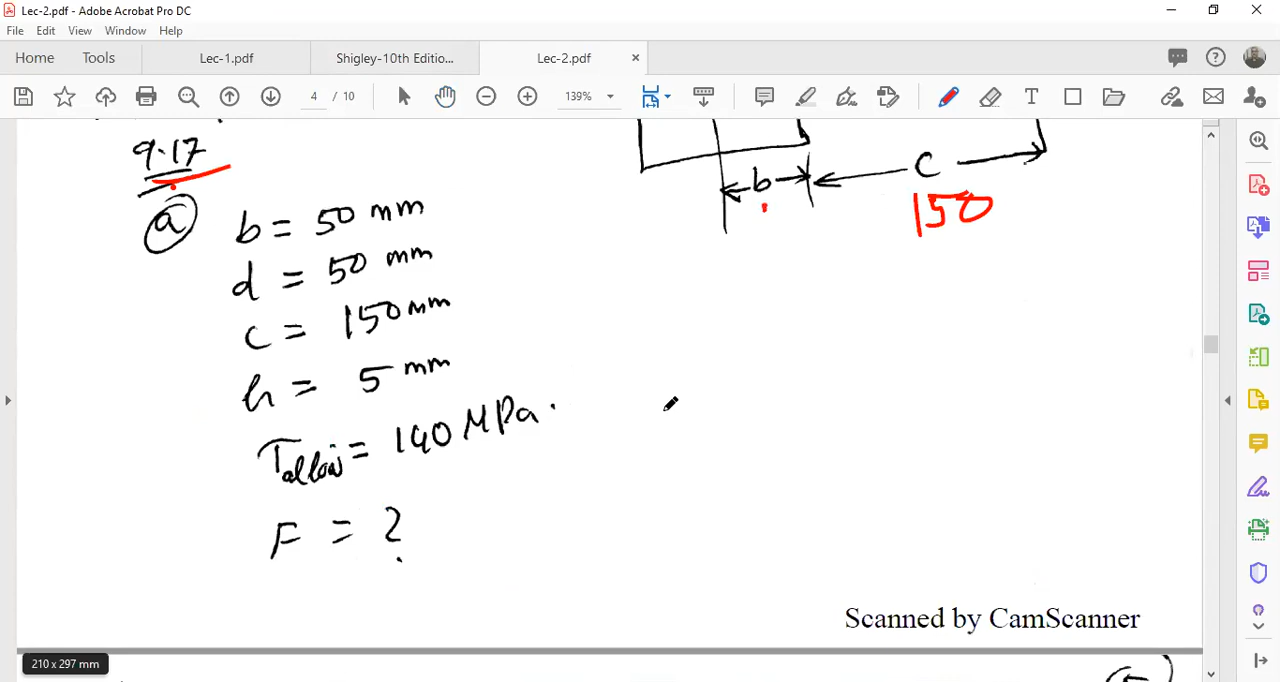 Lec-2.pdf - Adobe Acrobat Pro DC
File Edit View Window Help
Home Tools Lec-1.pdf Shigley-10th Editio... Lec-2.pdf
4 / 10 139%
9.17
b c
150
a b = 50 mm
d = 50 mm
c = 150 mm
h = 5 mm
τallow = 140 MPa.
F = ?
Scanned by CamScanner
210 x 297 mm